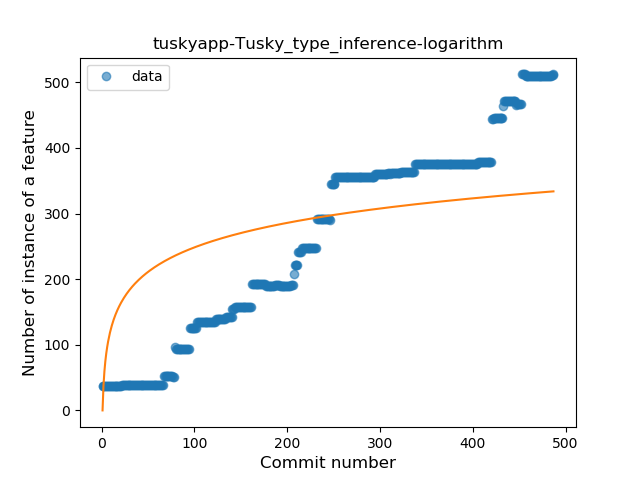 tuskyapp-Tusky_type_inference-logarithm
data
Number of instance of a feature
500
400
300
200
100
0
0 100 200 300 400 500
Commit number